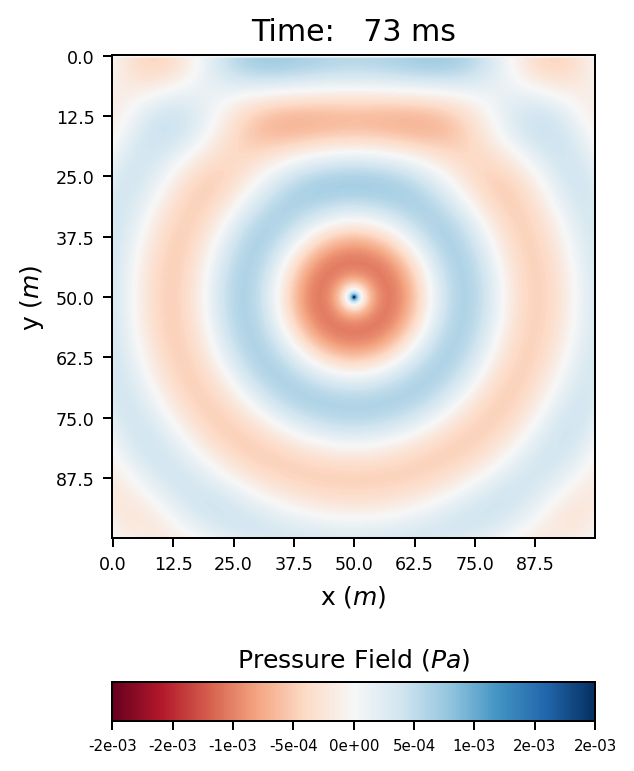 Time:   73 ms
0.0
12.5
25.0
37.5
50.0
62.5
75.0
87.5
y (m)
0.0 12.5 25.0 37.5 50.0 62.5 75.0 87.5
x (m)
Pressure Field (Pa)
-2e-03 -2e-03 -1e-03 -5e-04 0e+00 5e-04 1e-03 2e-03 2e-03